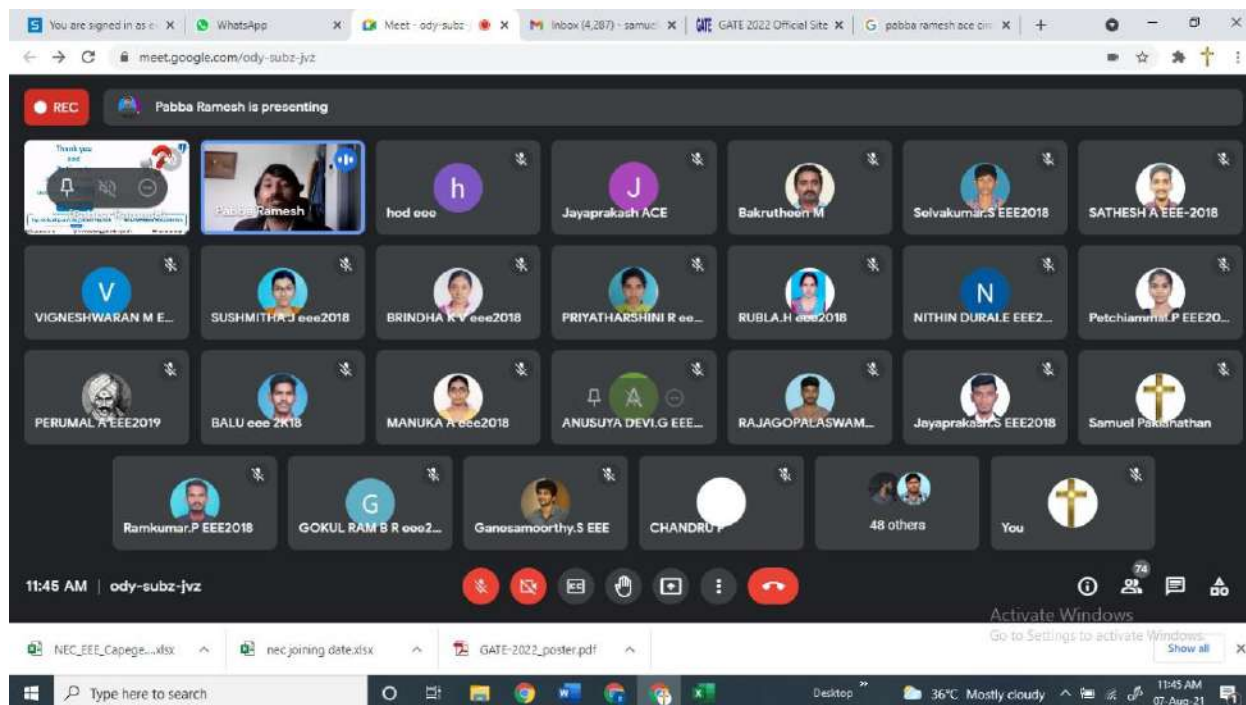 You are signed in as e
WhatsApp
Meet - ody-subz-j
Inbox (4,287) - samue
GATE 2022 Official Site
pabba ramesh ace
meet.google.com/ody-subz-jvz
REC
Pabba Ramesh is presenting
Thank you
and
Pabba Ramesh
h
hod eee
J
Jayaprakash ACE
Bakrutheen M
Selvakumar.S EEE2018
SATHESH A EEE-2018
V
VIGNESHWARAN M E...
SUSHMITHA J eee2018
BRINDHA K V eee2018
PRIYATHARSHINI R ee...
RUBLA.H eee2018
N
NITHIN DURAI.E EEE2...
Petchiammal.P EEE20...
PERUMAL A EEE2019
BALU eee 2K18
MANUKA A eee2018
A
ANUSUYA DEVI.G EEE...
RAJAGOPALASWAM...
Jayaprakash.S EEE2018
Samuel Pakianathan
Ramkumar.P EEE2018
G
GOKUL RAM B R eee2...
Ganesamoorthy.S EEE
CHANDRU P
48 others
You
11:45 AM | ody-subz-jvz
74
Activate Windows
Go to Settings to activate Windows.
NEC_EEE_Capege....xlsx
nec joining date.xlsx
GATE-2022_poster.pdf
Show all
Type here to search
Desktop
36°C Mostly cloudy
11:45 AM
07-Aug-21